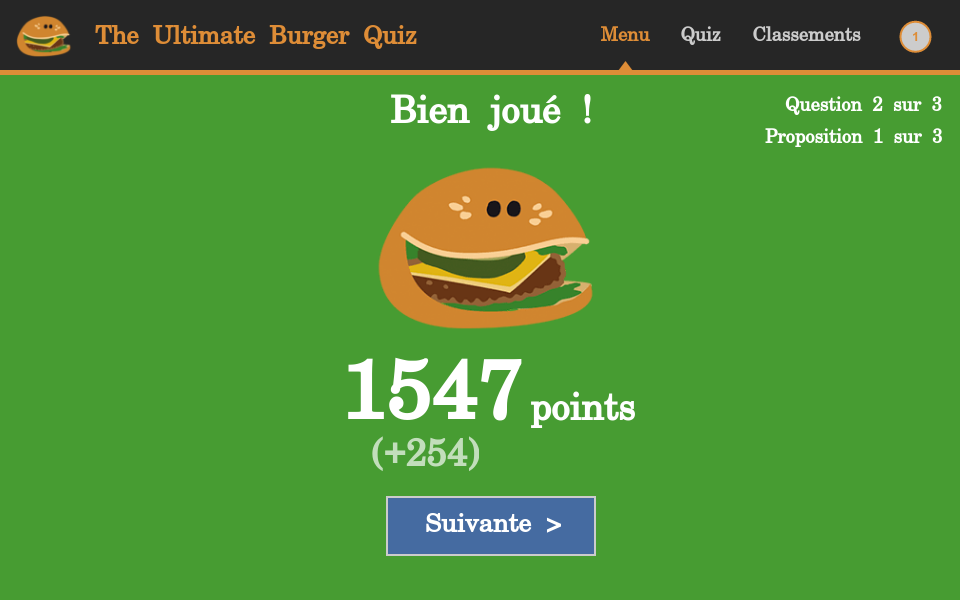 The Ultimate Burger Quiz
Menu Quiz Classements 1
Bien joué !
Question 2 sur 3
Proposition 1 sur 3
1547 points
(+254)
Suivante >